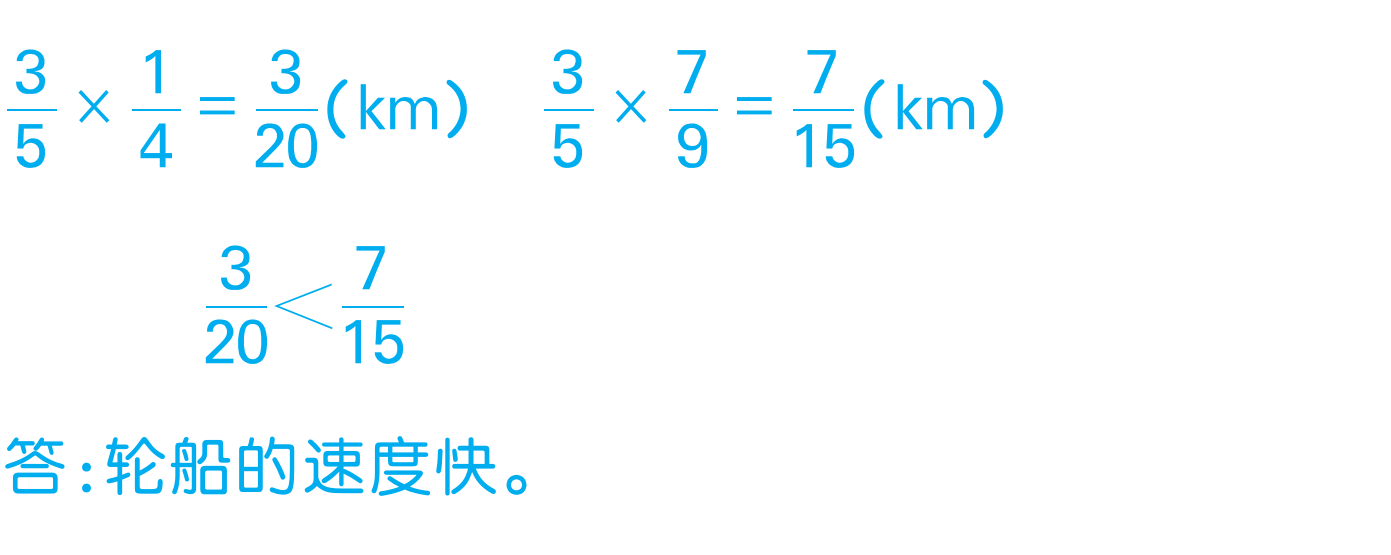 3/5 × 1/4 = 3/20 (km)  3/5 × 7/9 = 7/15 (km)
3/20 < 7/15
答:轮船的速度快。